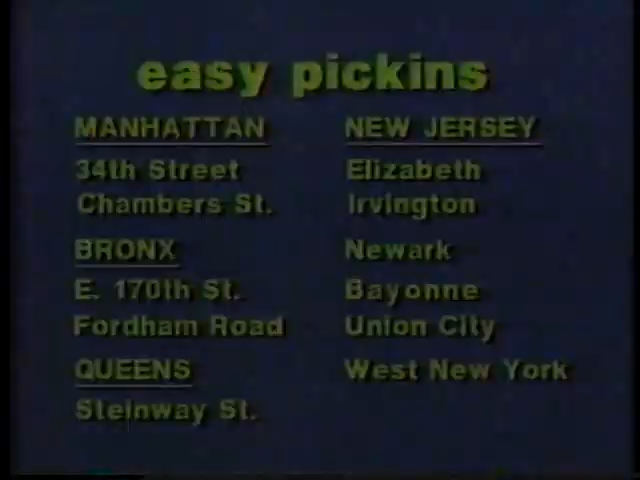 easy pickins
MANHATTAN
34th Street
Chambers St.
BRONX
E. 170th St.
Fordham Road
QUEENS
Steinway St.
NEW JERSEY
Elizabeth
Irvington
Newark
Bayonne
Union City
West New York